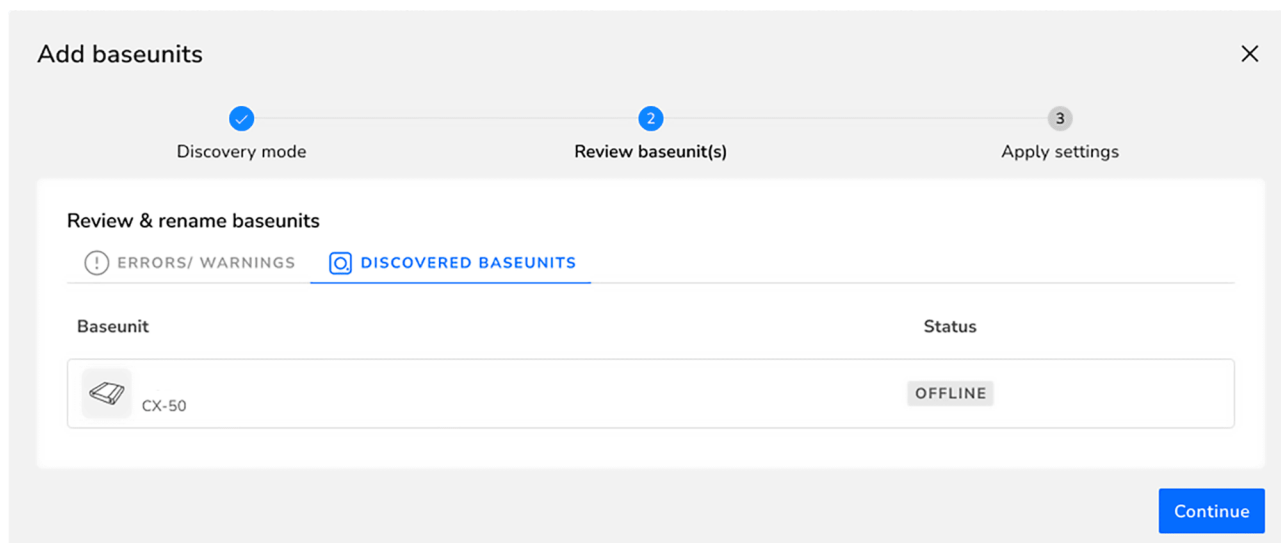 Add baseunits
2 3
Discovery mode Review baseunit(s) Apply settings
Review & rename baseunits
ERRORS/ WARNINGS DISCOVERED BASEUNITS
Baseunit Status
CX-50 OFFLINE
Continue